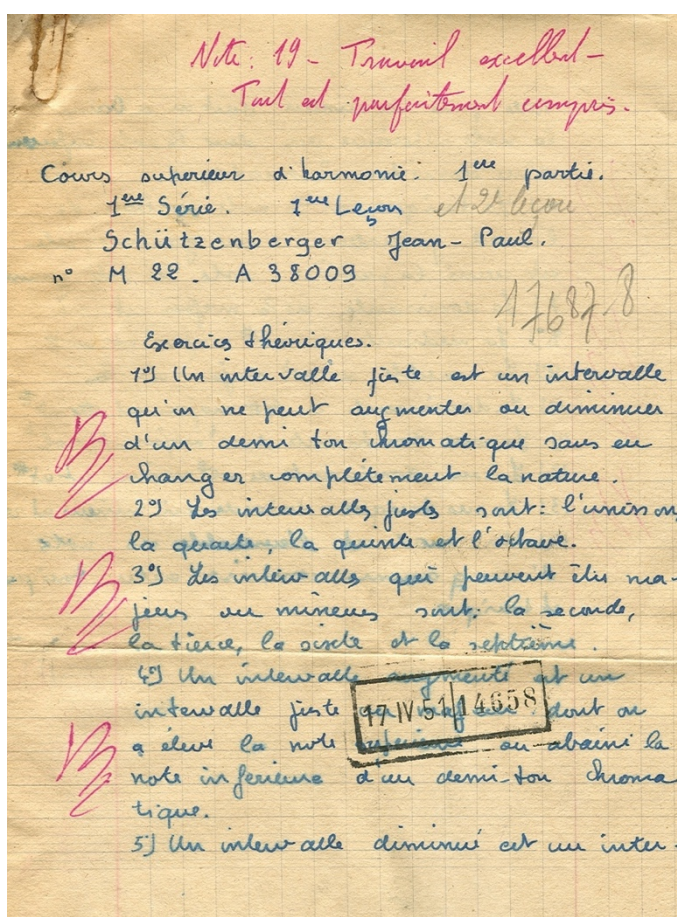 Note : 19 - Travail excellent -
Tout est parfaitement compris.
Cours supérieur d'harmonie. 1ère partie.
1ère Série. 1ère Leçon et 2e leçon
Schützenberger Jean-Paul.
n° M 22 - A 38009
17687-8
Exercices théoriques.
1°) Un intervalle juste est un intervalle
qu'on ne peut augmenter ou diminuer
d'un demi ton chromatique sans en
changer complétement la nature.
2°) Les intervalles justes sont : l'unisson,
la quarte, la quinte et l'octave.
B
3°) Les intervalles qui peuvent être ma-
jeurs ou mineurs sont : la seconde,
la tierce, la sixte et la septième.
B
4°) Un intervalle augmenté est un
intervalle juste dont on
17 IV 51 14658
a élevé la note supérieure ou abaissé la
note inférieure d'un demi-ton chroma
tique.
B
5°) Un intervalle diminué est un inter-